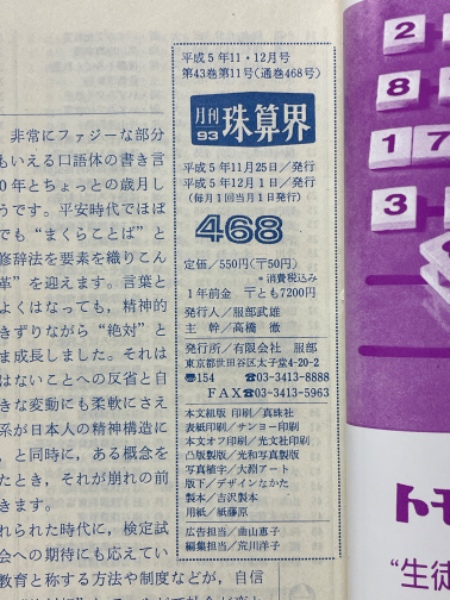 非常にファジーな部分
もいえる口語体の書き言
0年とちょっとの歳月し
うです。平安時代でほぼ
でも“まくらことば”と
修辞法を要素を織りこん
革”を迎えます。言葉と
よくはなっても，精神的
きずりながら“絶対”と
ま成長しました。それは
はないことへの反省と自
きな変動にも柔軟にさえ
系が日本人の精神構造に
，と同時に，ある概念を
たとき，それが崩れの前
きます。
れられた時代に，検定試
会への期待にも応えてい
教育と称する方法や制度などが，自信
平成5年11・12月号
第43巻第11号(通巻468号)
月刊
93
珠算界
平成5年11月25日／発行
平成5年12月1日／発行
(毎月1回当月1日発行)
468
定価／550円(〒50円)
*消費税込み
1年前金 〒とも7200円
発行人／服部武雄
主 幹／高橋 徹
発行所／有限会社 服部
東京都世田谷区太子堂4-20-2
154 ☎03-3413-8888
FAX☎03-3413-5963
本文組版 印刷／真珠社
表紙印刷／サンヨー印刷
本文オフ印刷／光文社印刷
凸版製版／光和写真製版
写真植字／大淵アート
版下／デザインなかた
製本／吉沢製本
用紙／紙藤原
広告担当／曲山恵子
編集担当／荒川洋子
2
8
1 7
3
トモ
“生徒